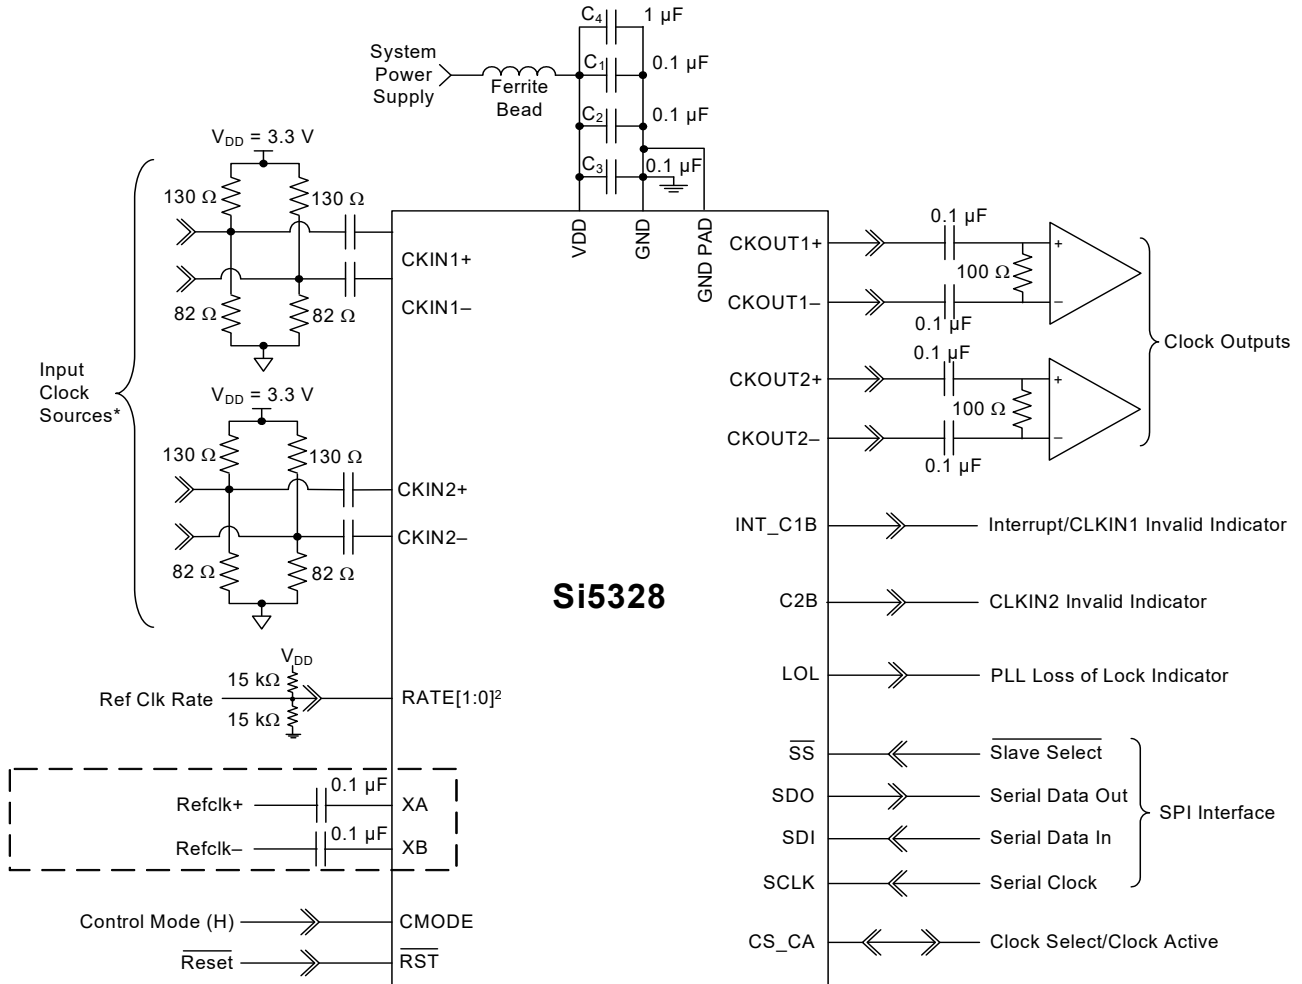 C4 1 µF
System
Power
Supply
Ferrite
Bead
C1 0.1 µF
C2 0.1 µF
C3 0.1 µF
VDD
GND
GND PAD
VDD = 3.3 V
130 Ω 130 Ω
CKIN1+
CKIN1–
82 Ω 82 Ω
Input
Clock
Sources*
VDD = 3.3 V
130 Ω 130 Ω
CKIN2+
CKIN2–
82 Ω 82 Ω
VDD
15 kΩ
Ref Clk Rate RATE[1:0]2
15 kΩ
0.1 µF
Refclk+ XA
0.1 µF
Refclk– XB
Control Mode (H) CMODE
Reset RST
Si5328
0.1 µF
CKOUT1+ +
100 Ω
CKOUT1– –
0.1 µF
Clock Outputs
0.1 µF
CKOUT2+ +
100 Ω
CKOUT2– –
0.1 µF
INT_C1B Interrupt/CLKIN1 Invalid Indicator
C2B CLKIN2 Invalid Indicator
LOL PLL Loss of Lock Indicator
SS Slave Select
SDO Serial Data Out
SPI Interface
SDI Serial Data In
SCLK Serial Clock
CS_CA Clock Select/Clock Active